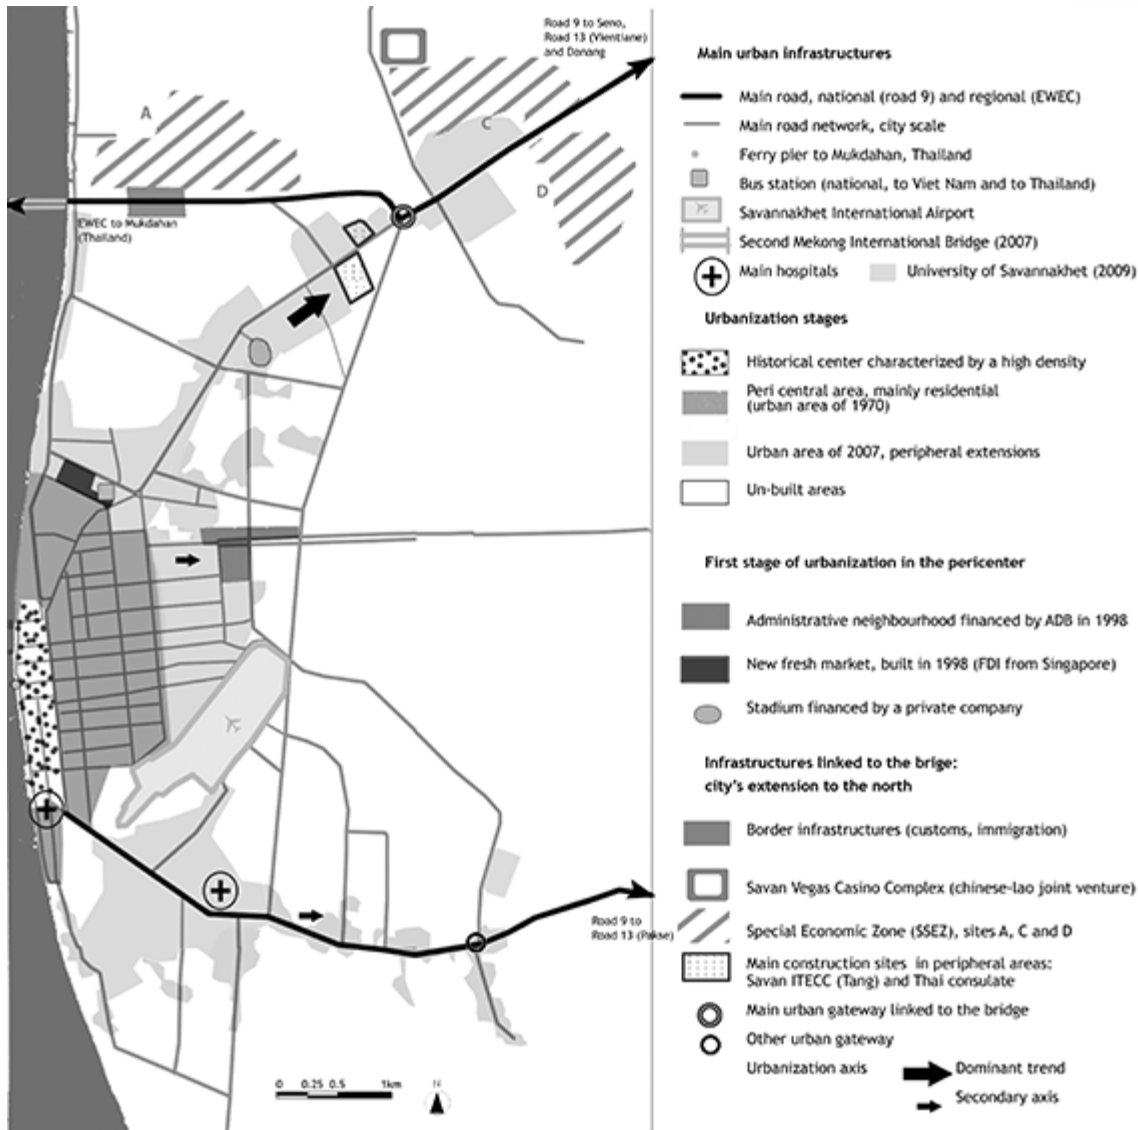 Road 9 to Seno,
Road 13 (Vientiane)
and Danang
A
C
D
EWEC to Mukdahan
(Thailand)
Road 9 to
Road 13 (Pakse)
0 0.25 0.5 1km
N
Main urban infrastructures
Main road, national (road 9) and regional (EWEC)
Main road network, city scale
Ferry pier to Mukdahan, Thailand
Bus station (national, to Viet Nam and to Thailand)
Savannakhet International Airport
Second Mekong International Bridge (2007)
Main hospitals University of Savannakhet (2009)
Urbanization stages
Historical center characterized by a high density
Peri central area, mainly residential
(urban area of 1970)
Urban area of 2007, peripheral extensions
Un-built areas
First stage of urbanization in the pericenter
Administrative neighbourhood financed by ADB in 1998
New fresh market, built in 1998 (FDI from Singapore)
Stadium financed by a private company
Infrastructures linked to the brige:
city's extension to the north
Border infrastructures (customs, immigration)
Savan Vegas Casino Complex (chinese-lao joint venture)
Special Economic Zone (SSEZ), sites A, C and D
Main construction sites in peripheral areas:
Savan ITECC (Tang) and Thai consulate
Main urban gateway linked to the bridge
Other urban gateway
Urbanization axis Dominant trend
Secondary axis